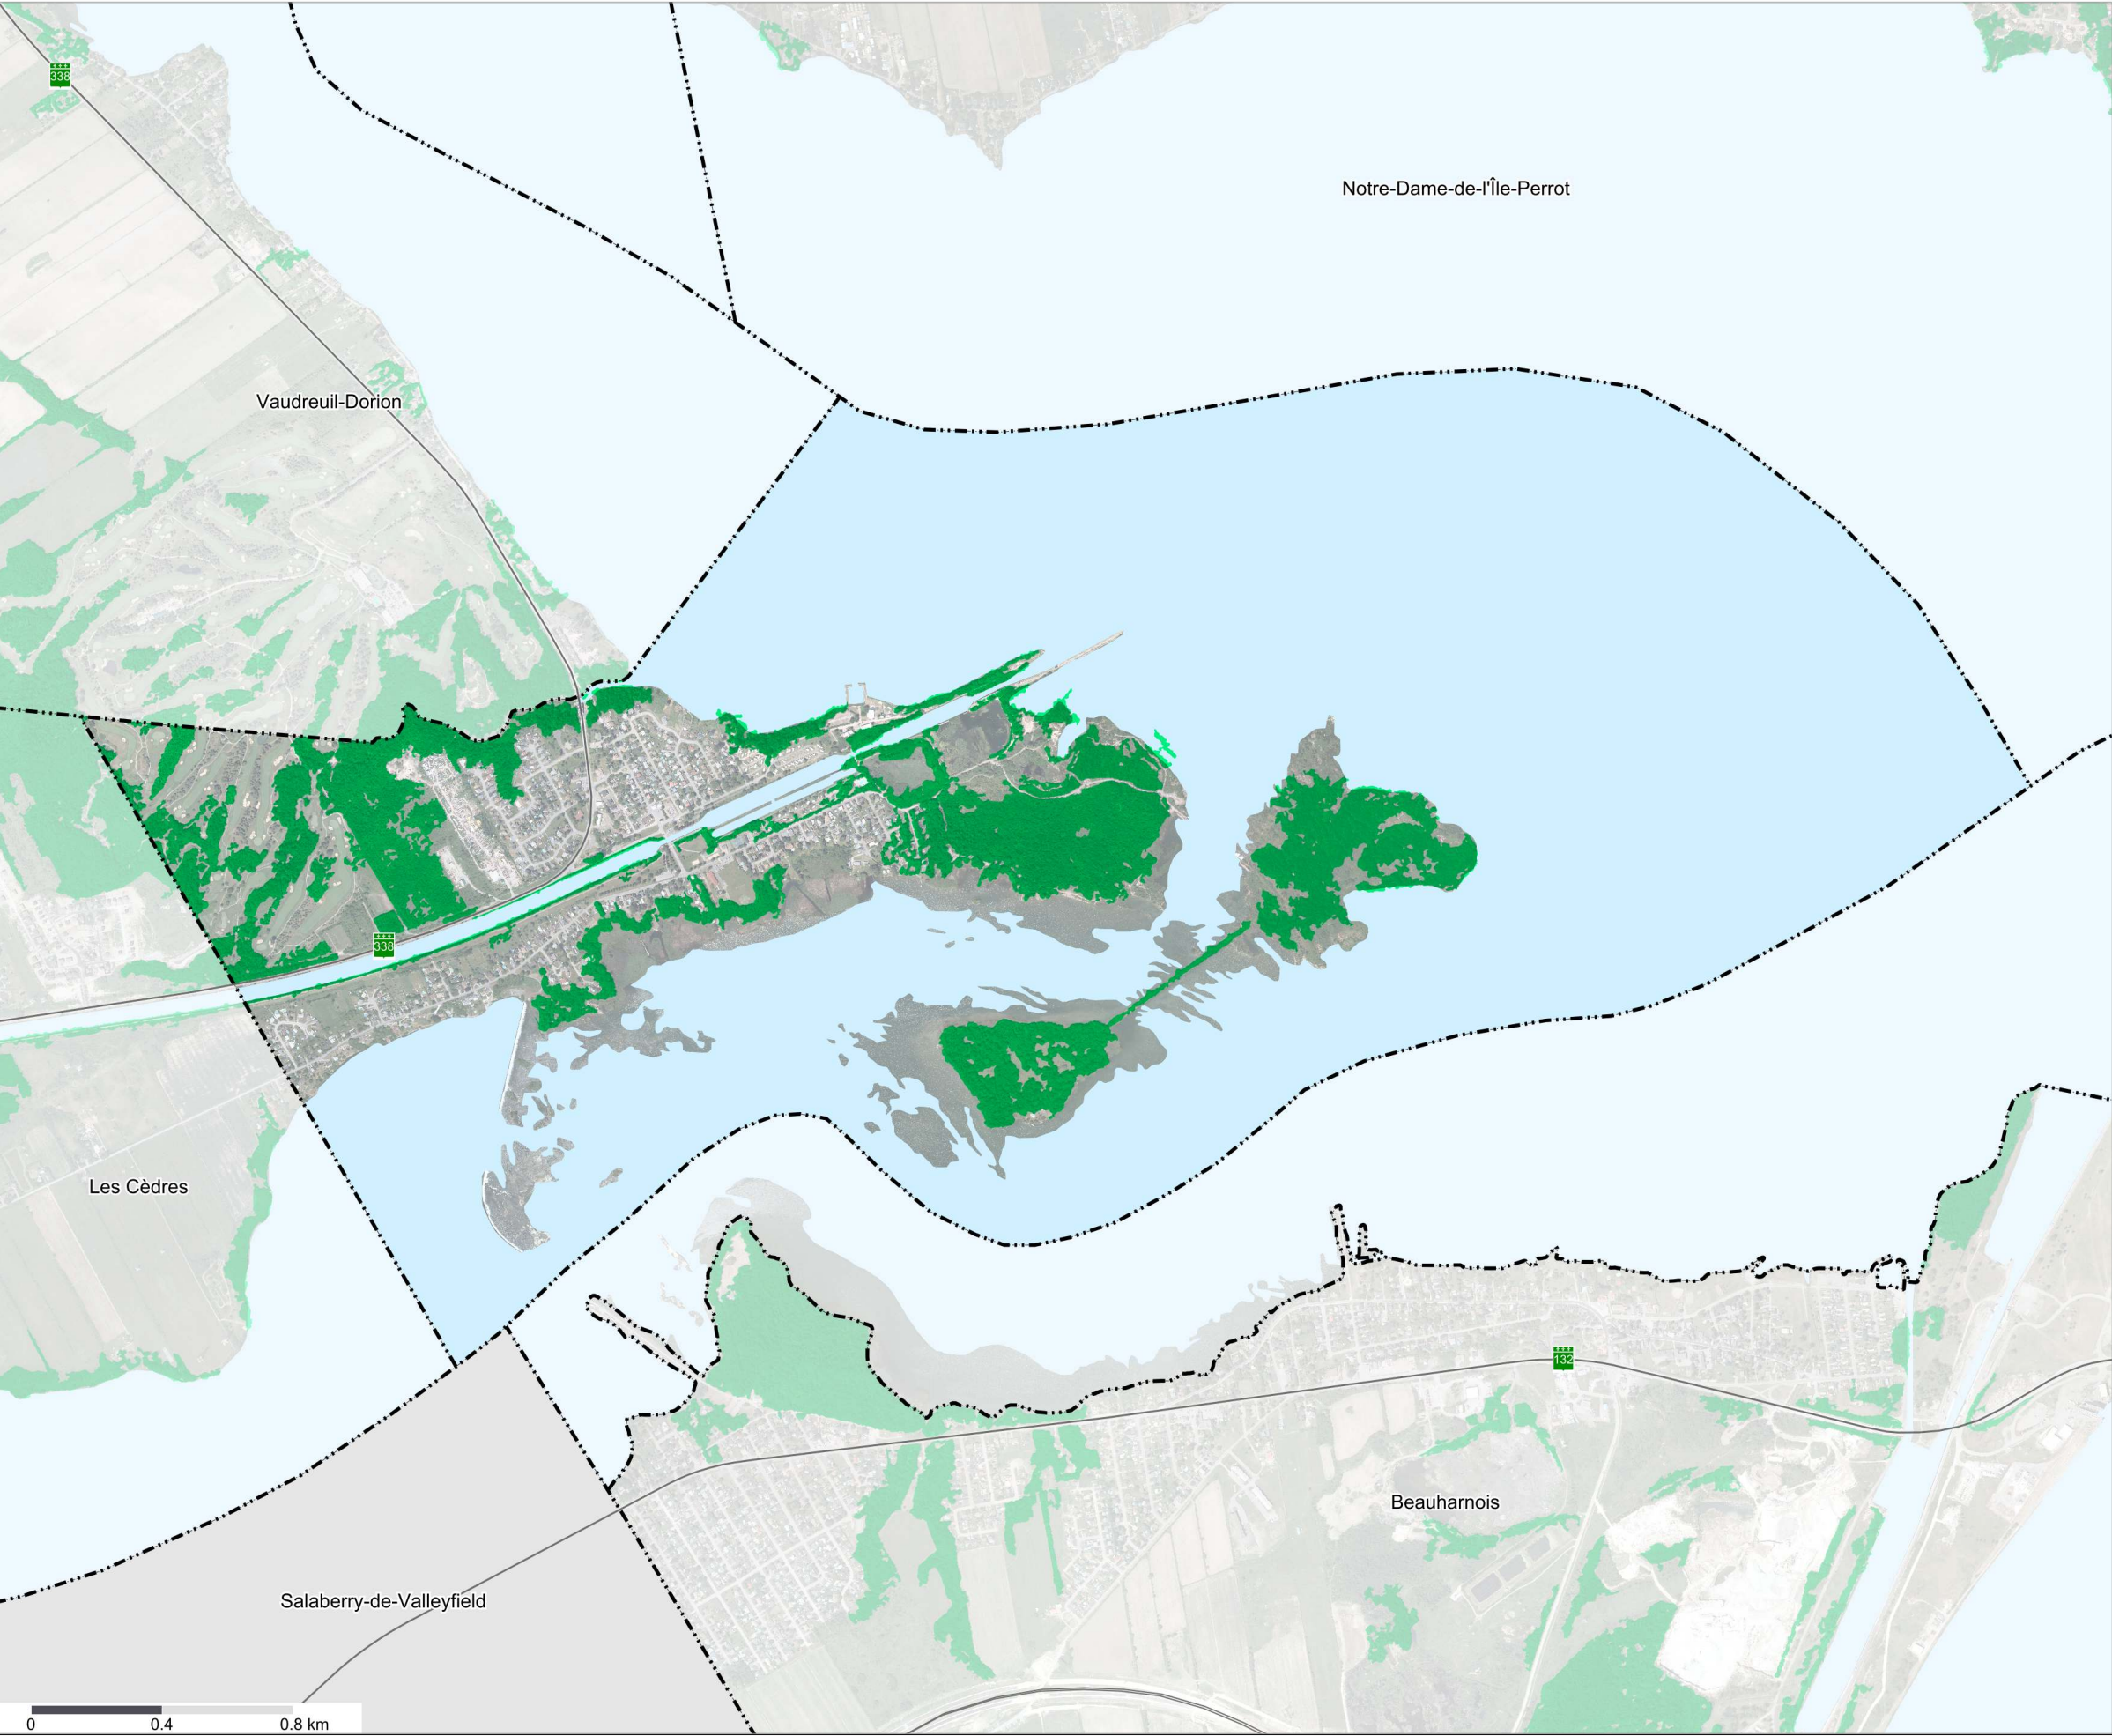 338
Notre-Dame-de-l'Île-Perrot
Vaudreuil-Dorion
338
Les Cèdres
132
Beauharnois
Salaberry-de-Valleyfield
0 0.4 0.8 km